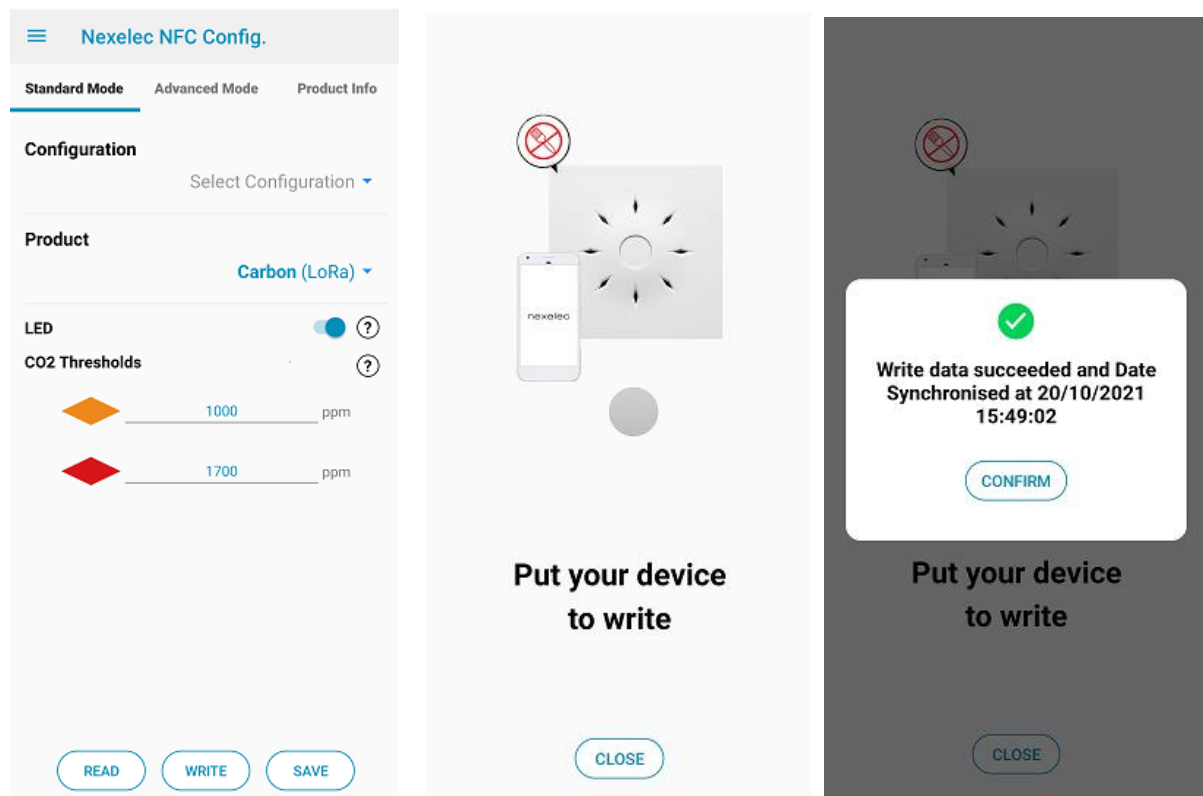 Nexelec NFC Config.
Standard Mode Advanced Mode Product Info
Configuration
Select Configuration
Product
Carbon (LoRa)
LED ?
CO2 Thresholds ?
1000 ppm
1700 ppm
READ WRITE SAVE
nexelec
Put your device
to write
CLOSE
Write data succeeded and Date
Synchronised at 20/10/2021
15:49:02
CONFIRM
Put your device
to write
CLOSE